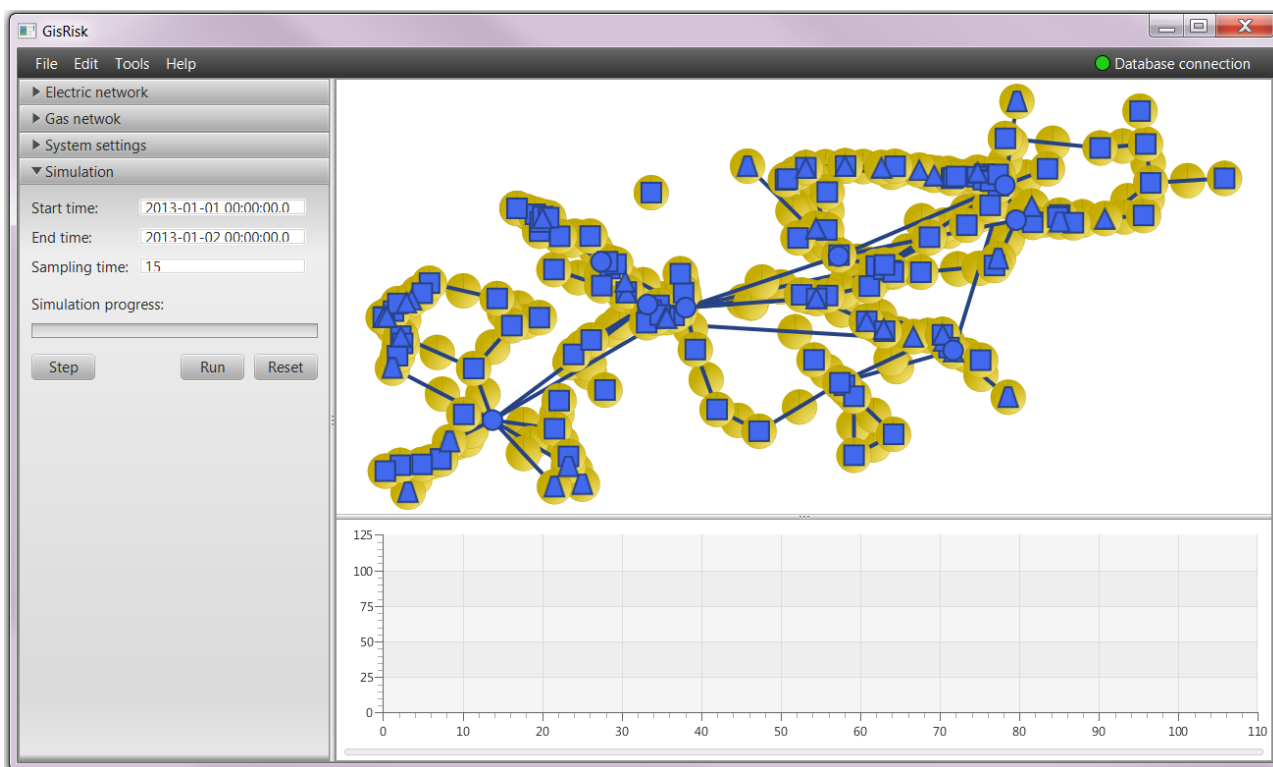 GisRisk
File Edit Tools Help
Database connection
Electric network
Gas netwok
System settings
Simulation
Start time: 2013-01-01 00:00:00.0
End time: 2013-01-02 00:00:00.0
Sampling time: 15
Simulation progress:
Step Run Reset
125
100
75
50
25
0
0 10 20 30 40 50 60 70 80 90 100 110